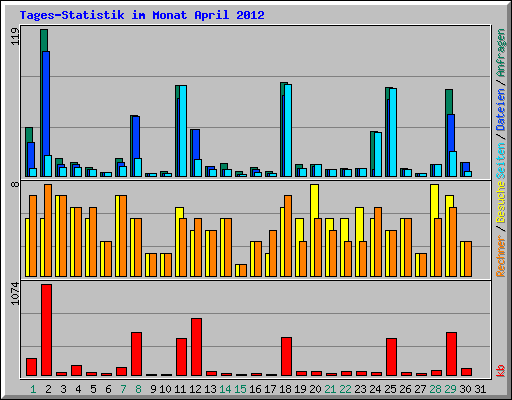 Tages-Statistik im Monat April 2012
119
8
1074
Rechner / Besuche Seiten / Dateien / Anfragen
kb
1 2 3 4 5 6 7 8 9 10 11 12 13 14 15 16 17 18 19 20 21 22 23 24 25 26 27 28 29 30 31